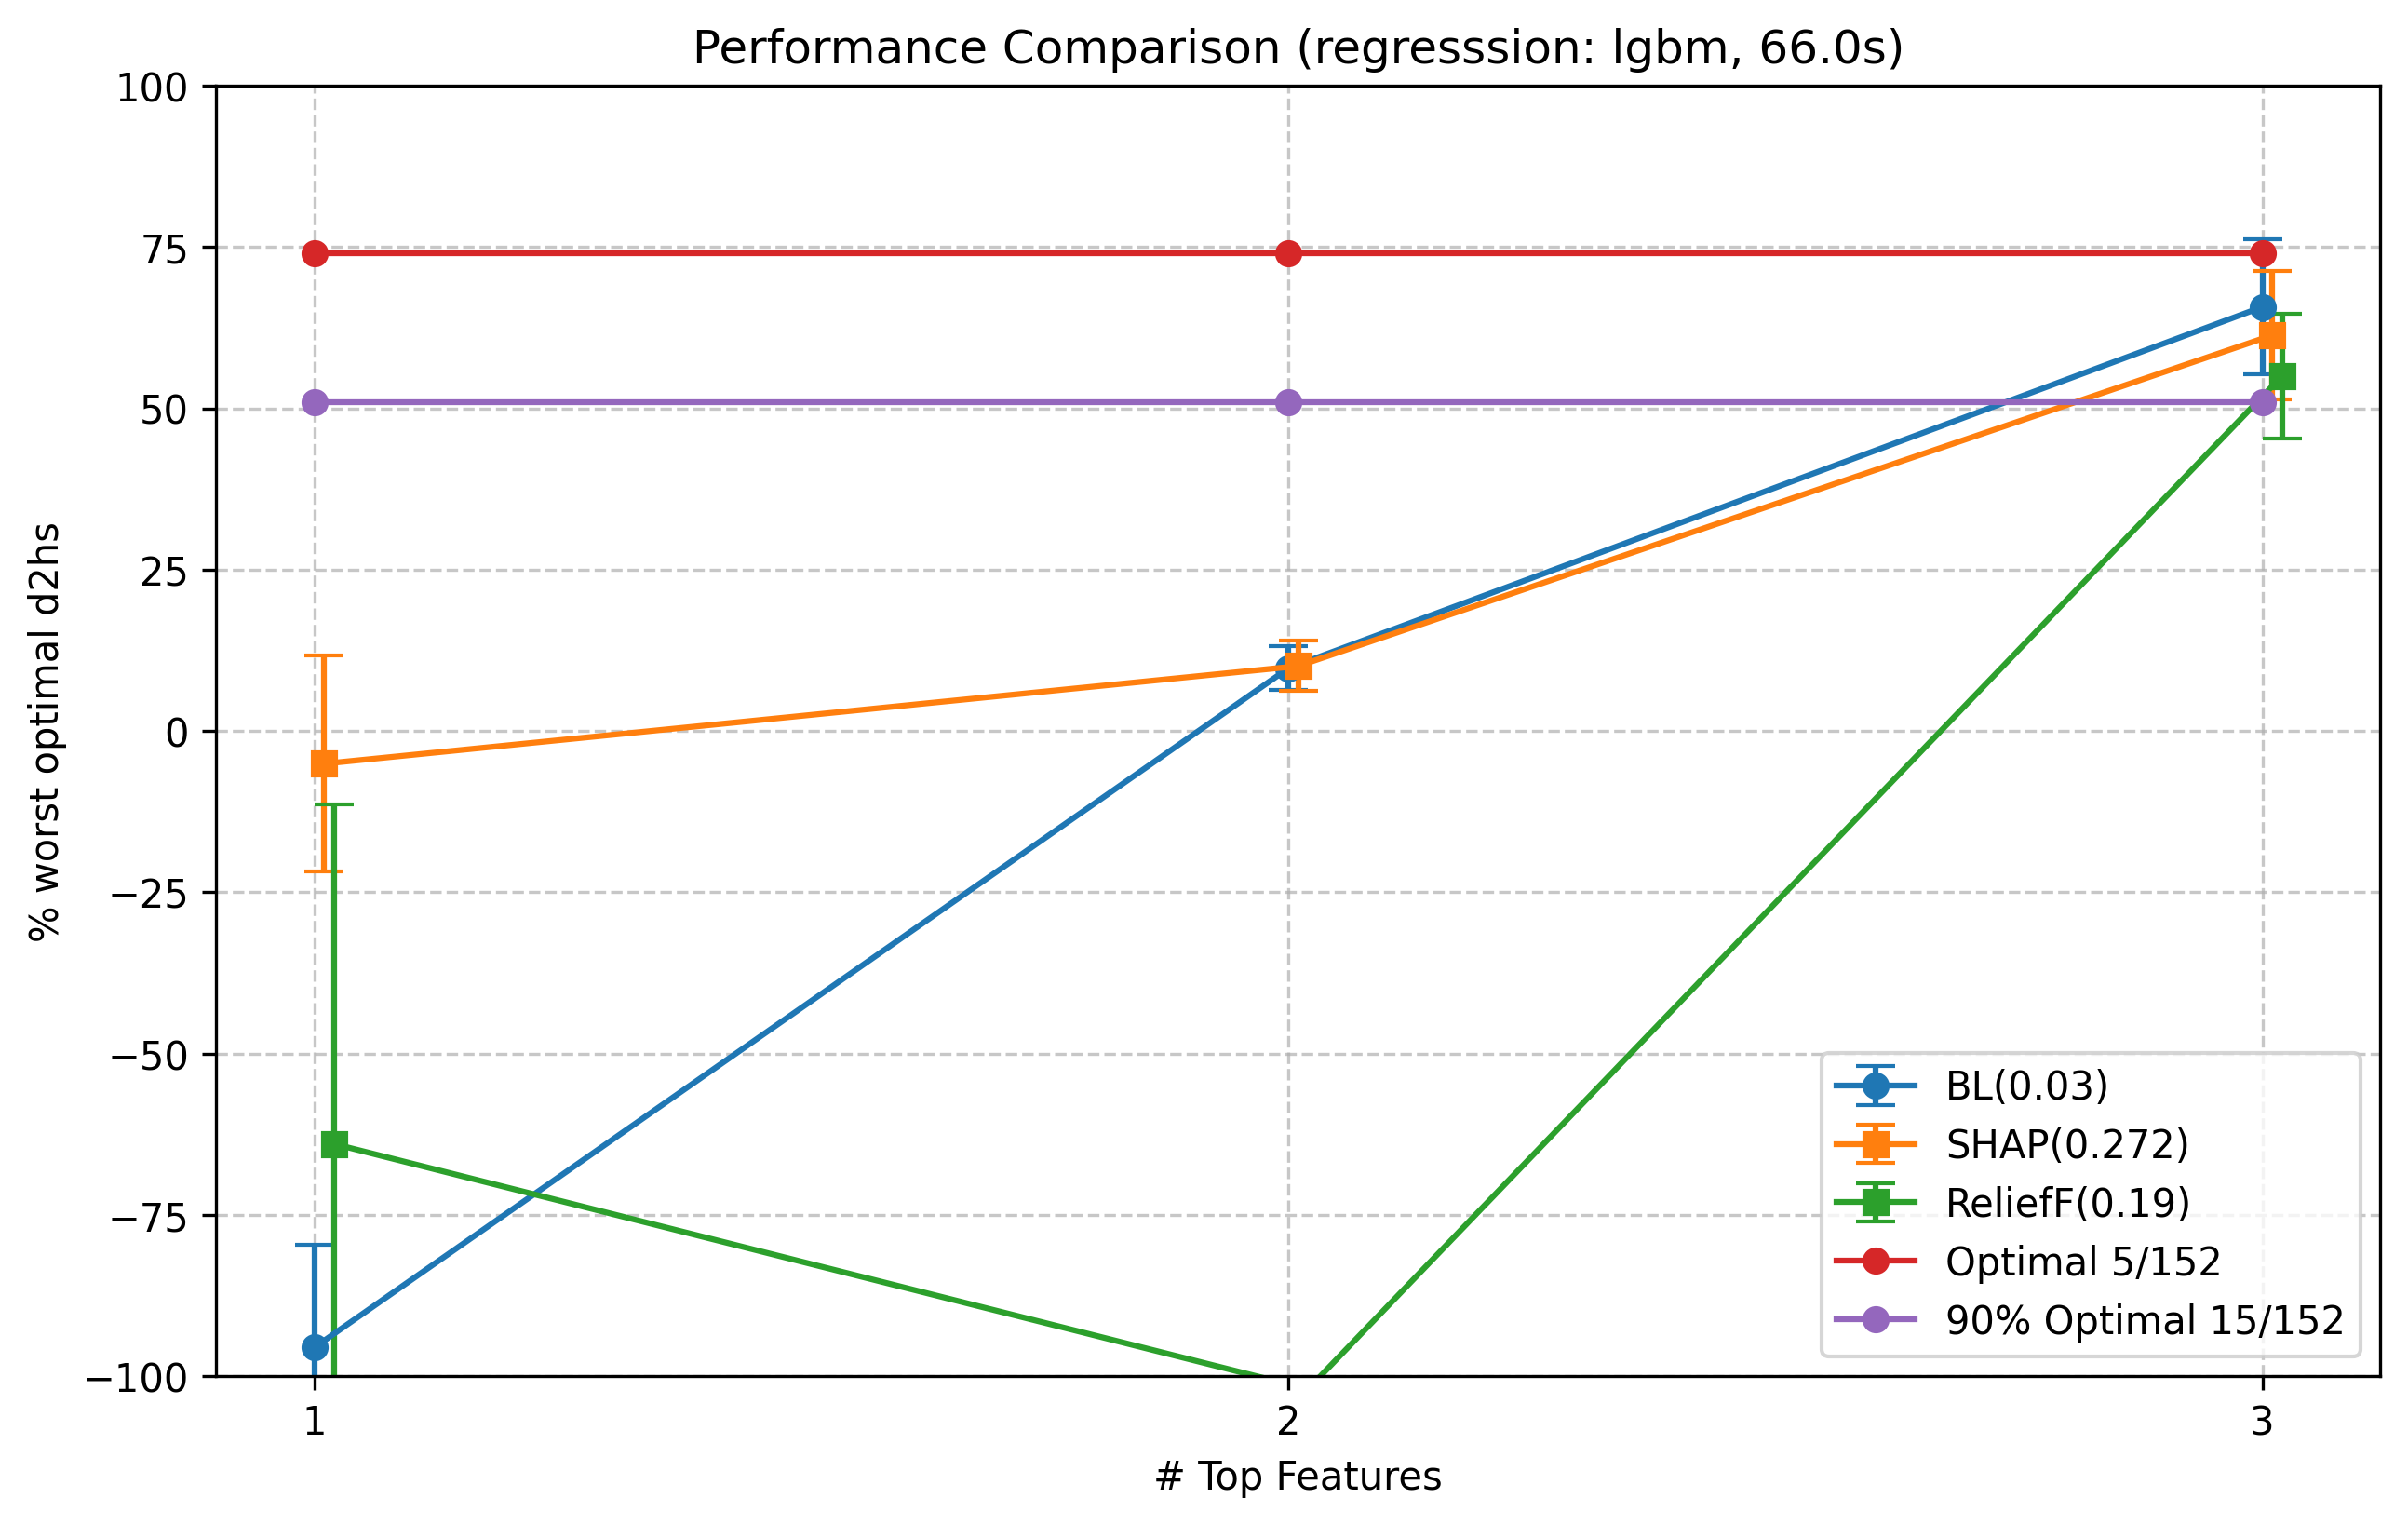 Performance Comparison (regresssion: lgbm, 66.0s)
% worst optimal d2hs
100
75
50
25
0
−25
−50
−75
−100
1
2
3
# Top Features
BL(0.03)
SHAP(0.272)
ReliefF(0.19)
Optimal 5/152
90% Optimal 15/152